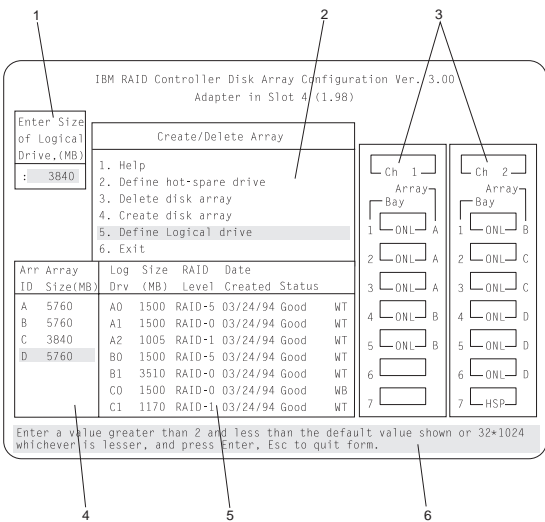 1
2
3
IBM RAID Controller Disk Array Configuration Ver. 3.00
Adapter in Slot 4 (1.98)
Enter Size
of Logical
Drive.(MB)
: 3840
Create/Delete Array
1. Help
2. Define hot-spare drive
3. Delete disk array
4. Create disk array
5. Define Logical drive
6. Exit
Arr Array
ID Size(MB)
A 5760
B 5760
C 3840
D 5760
Log Size RAID Date
Drv (MB) Level Created Status
A0 1500 RAID-5 03/24/94 Good WT
A1 1500 RAID-0 03/24/94 Good WT
A2 1005 RAID-1 03/24/94 Good WT
B0 1500 RAID-5 03/24/94 Good WT
B1 3510 RAID-0 03/24/94 Good WT
C0 1500 RAID-0 03/24/94 Good WB
C1 1170 RAID-1 03/24/94 Good WT
Ch 1
Array
Bay
1 ONL A
2 ONL A
3 ONL A
4 ONL B
5 ONL B
6
7
Ch 2
Array
Bay
1 ONL B
2 ONL C
3 ONL C
4 ONL D
5 ONL D
6 ONL D
7 HSP
Enter a value greater than 2 and less than the default value shown or 32*1024
whichever is lesser, and press Enter, Esc to quit form.
4
5
6